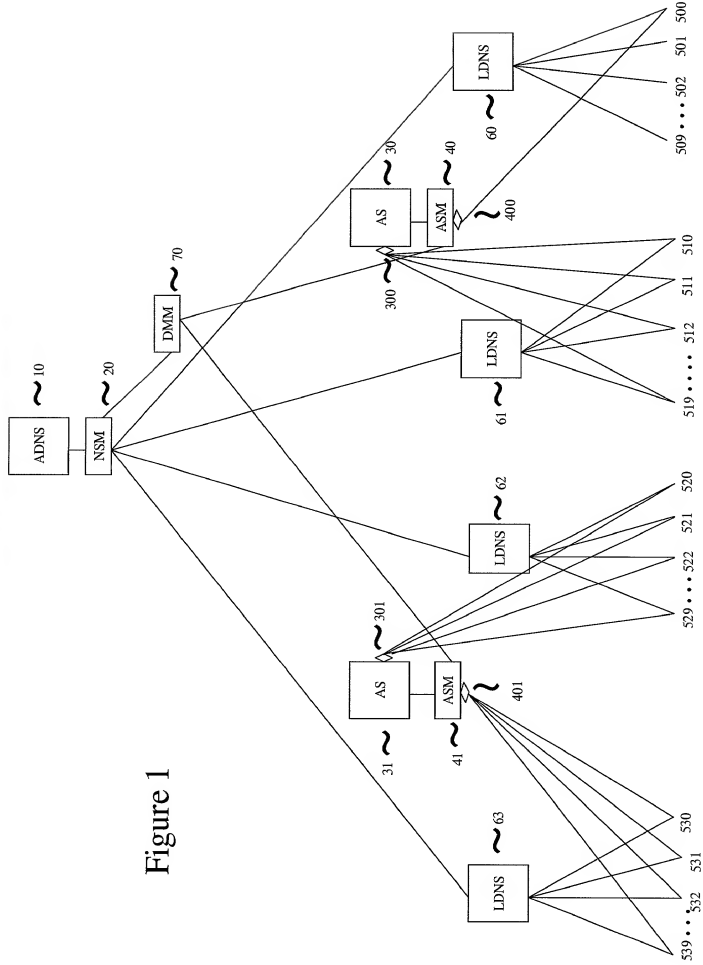 Figure 1
ADNS
10
NSM
20
DMM
70
LDNS
63
AS
31
301
ASM
41
401
LDNS
62
LDNS
61
AS
30
300
ASM
40
400
LDNS
60
539 • • • 532
531
530
529 • • • 522
521
520
519 • • • • 512
511
510
509 • • • • 502
501
500